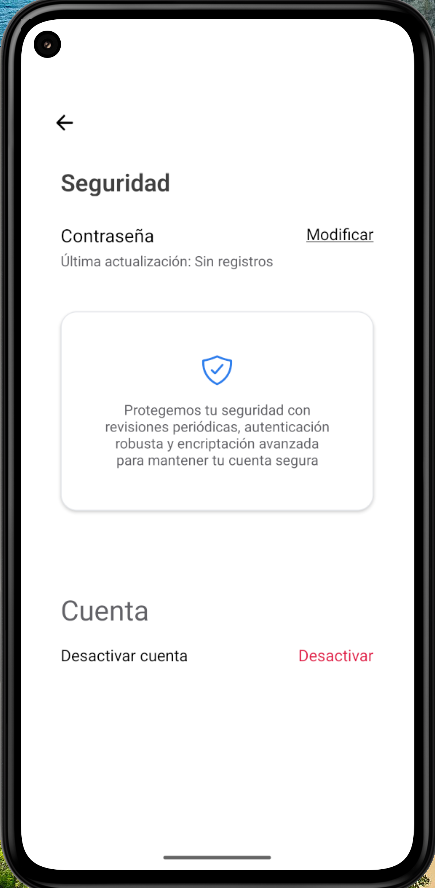 Seguridad
Contraseña Modificar
Última actualización: Sin registros
Protegemos tu seguridad con
revisiones periódicas, autenticación
robusta y encriptación avanzada
para mantener tu cuenta segura
Cuenta
Desactivar cuenta Desactivar